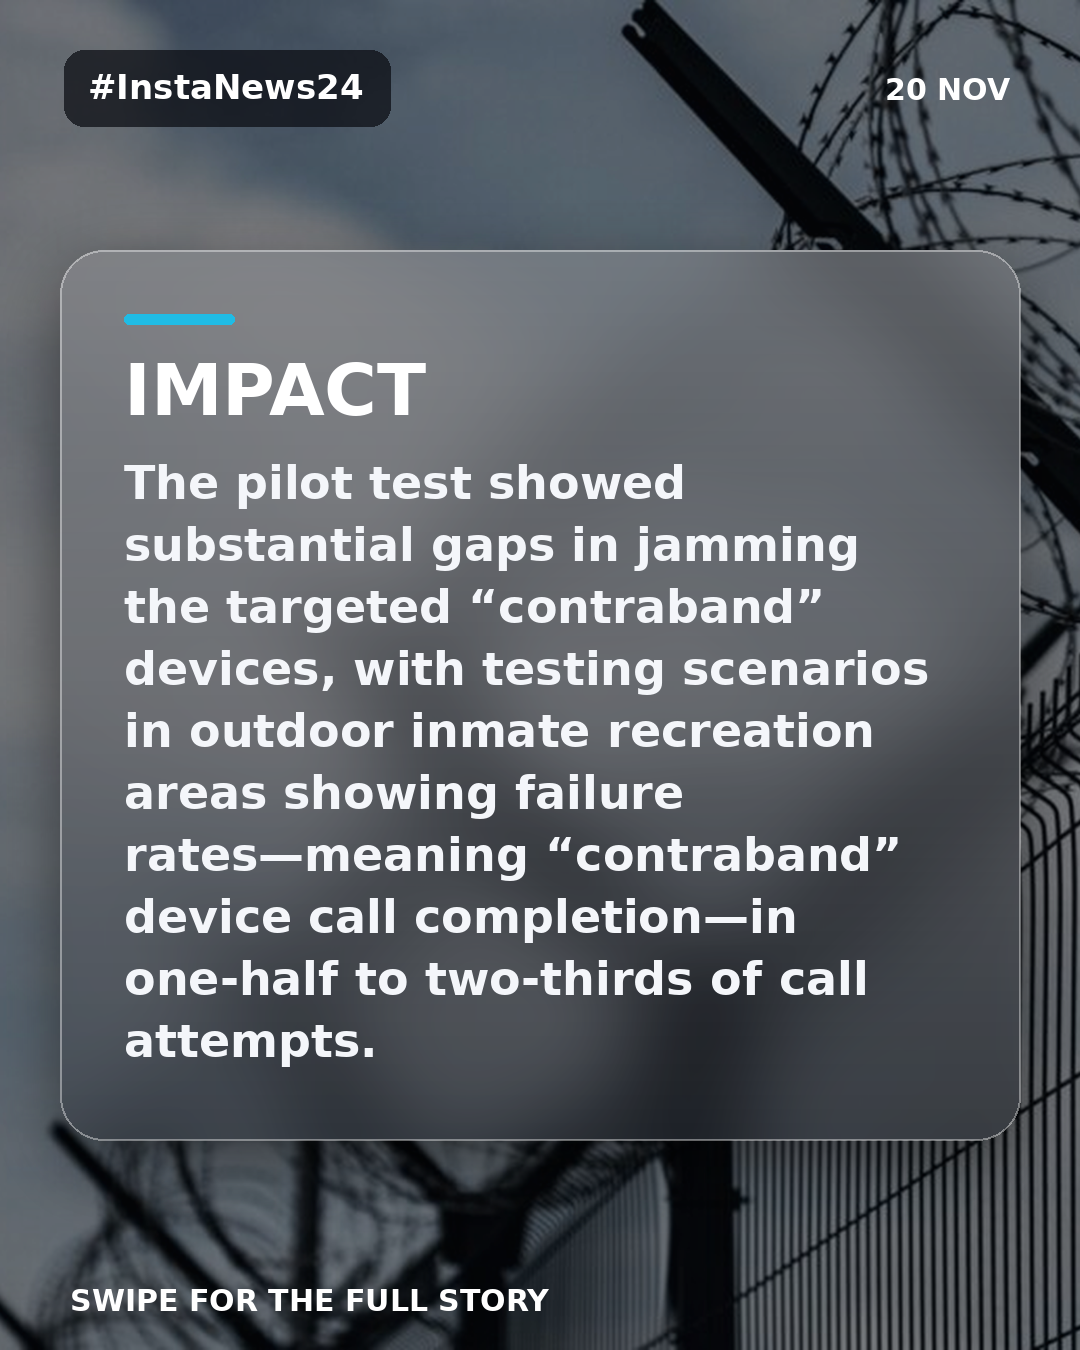 #InstaNews24
20 NOV
IMPACT
The pilot test showed
substantial gaps in jamming
the targeted “contraband”
devices, with testing scenarios
in outdoor inmate recreation
areas showing failure
rates—meaning “contraband”
device call completion—in
one-half to two-thirds of call
attempts.
SWIPE FOR THE FULL STORY